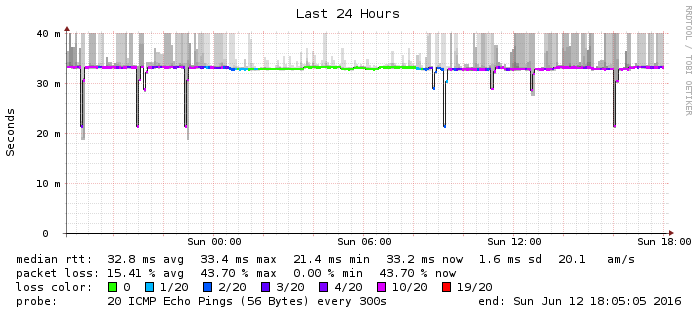 Last 24 Hours
RRDTOOL / TOBI OETIKER
Seconds
40 m
30 m
20 m
10 m
0
Sun 00:00 Sun 06:00 Sun 12:00 Sun 18:00
median rtt: 32.8 ms avg 33.4 ms max 21.4 ms min 33.2 ms now 1.6 ms sd 20.1 am/s
packet loss: 15.41 % avg 43.70 % max 0.00 % min 43.70 % now
loss color: 0 1/20 2/20 3/20 4/20 10/20 19/20
probe: 20 ICMP Echo Pings (56 Bytes) every 300s end: Sun Jun 12 18:05:05 2016